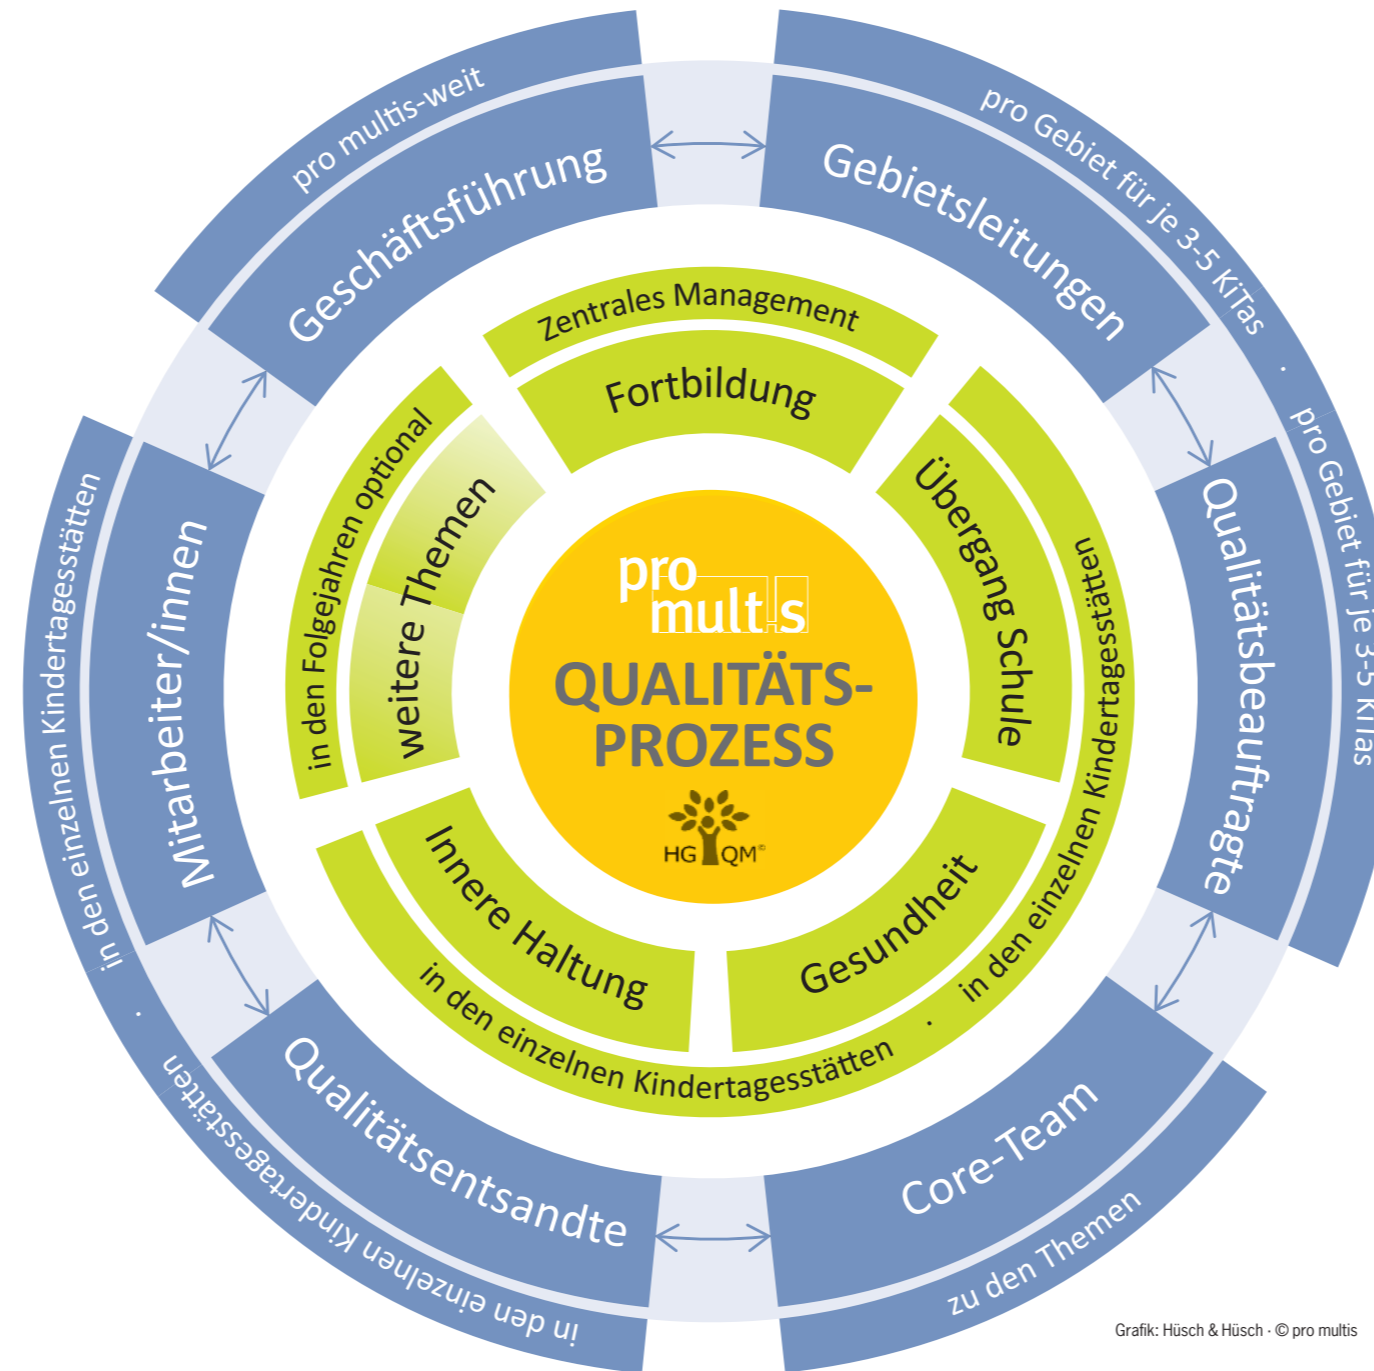 pro multis-weit
Geschäftsführung
pro Gebiet für je 3-5 KiTas · pro Gebiet für je 3-5 KiTas
Gebietsleitungen
Qualitätsbeauftragte
zu den Themen
Core-Team
in den einzelnen Kindertagesstätten · in den einzelnen Kindertagesstätten
Qualitätsentsandte
Mitarbeiter/innen
Zentrales Management
Fortbildung
in den einzelnen Kindertagesstätten · in den einzelnen Kindertagesstätten
Übergang Schule
Gesundheit
Innere Haltung
in den Folgejahren optional
weitere Themen
pro
multis
QUALITÄTS-
PROZESS
HG QM©
Grafik: Hüsch & Hüsch · © pro multis